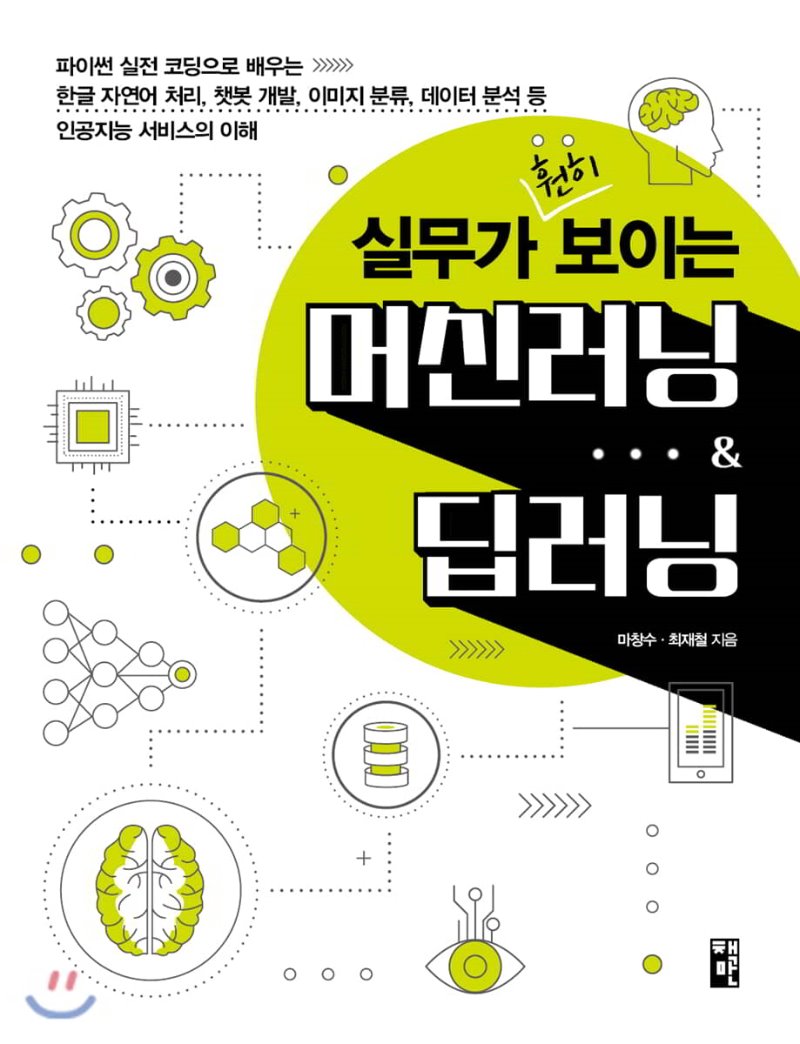 파이썬 실전 코딩으로 배우는
한글 자연어 처리, 챗봇 개발, 이미지 분류, 데이터 분석 등
인공지능 서비스의 이해
훤히
실무가 보이는
머신러닝
&
딥러닝
마창수 · 최재철 지음
책만